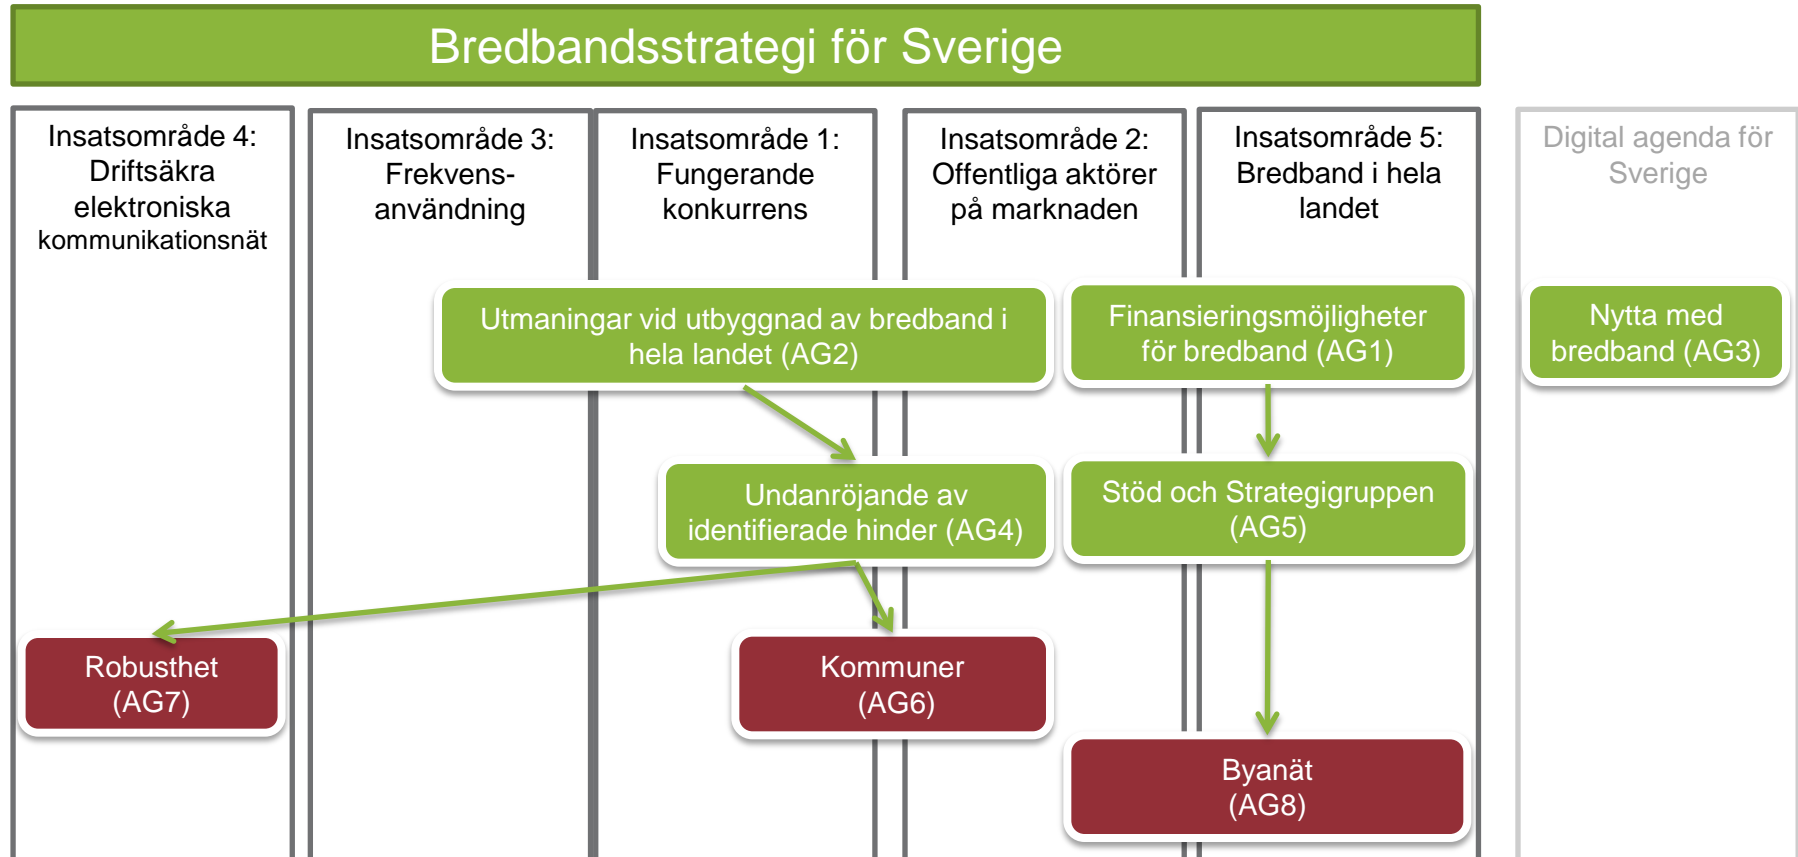 Bredbandsstrategi för Sverige
Insatsområde 4:
Driftsäkra
elektroniska
kommunikationsnät
Insatsområde 3:
Frekvens-
användning
Insatsområde 1:
Fungerande
konkurrens
Insatsområde 2:
Offentliga aktörer
på marknaden
Insatsområde 5:
Bredband i hela
landet
Digital agenda för
Sverige
Utmaningar vid utbyggnad av bredband i
hela landet (AG2)
Finansieringsmöjligheter
för bredband (AG1)
Nytta med
bredband (AG3)
Undanröjande av
identifierade hinder (AG4)
Stöd och Strategigruppen
(AG5)
Robusthet
(AG7)
Kommuner
(AG6)
Byanät
(AG8)